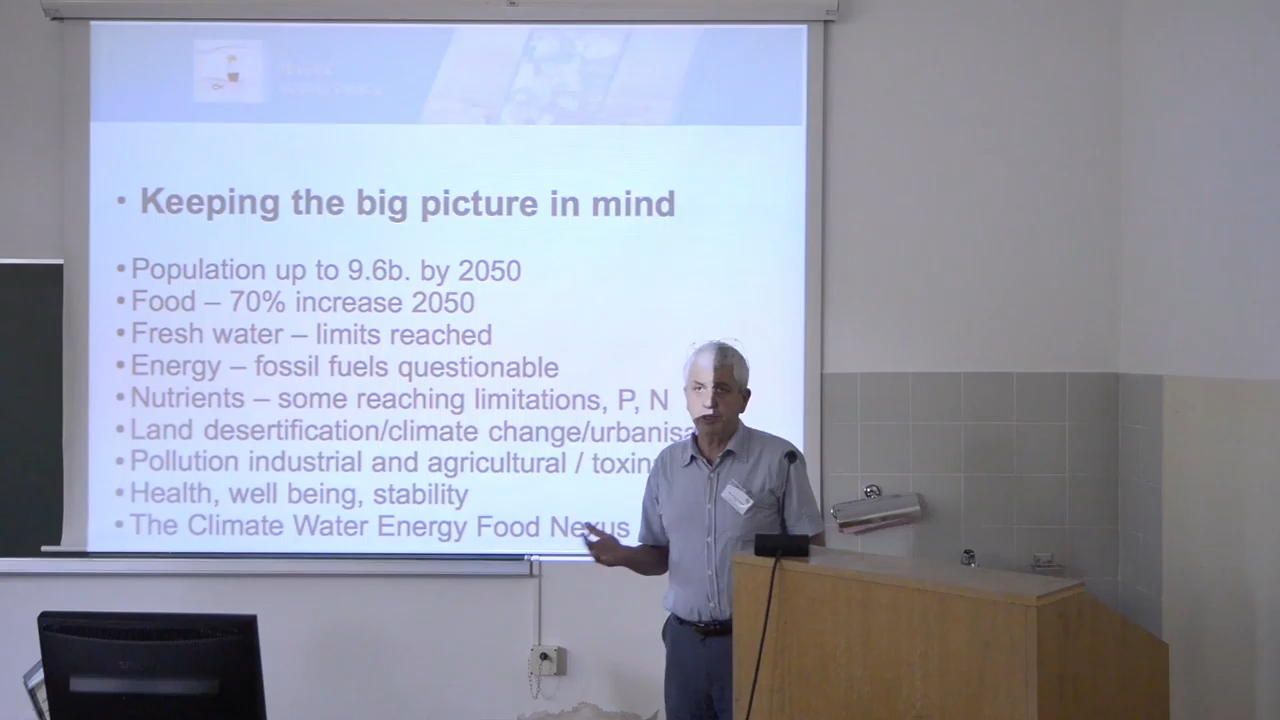 • Keeping the big picture in mind
• Population up to 9.6b. by 2050
• Food – 70% increase 2050
• Fresh water – limits reached
• Energy – fossil fuels questionable
• Nutrients – some reaching limitations, P, N
• Land desertification/climate change/urbanisa
• Pollution industrial and agricultural / toxin
• Health, well being, stability
• The Climate Water Energy Food Nexus